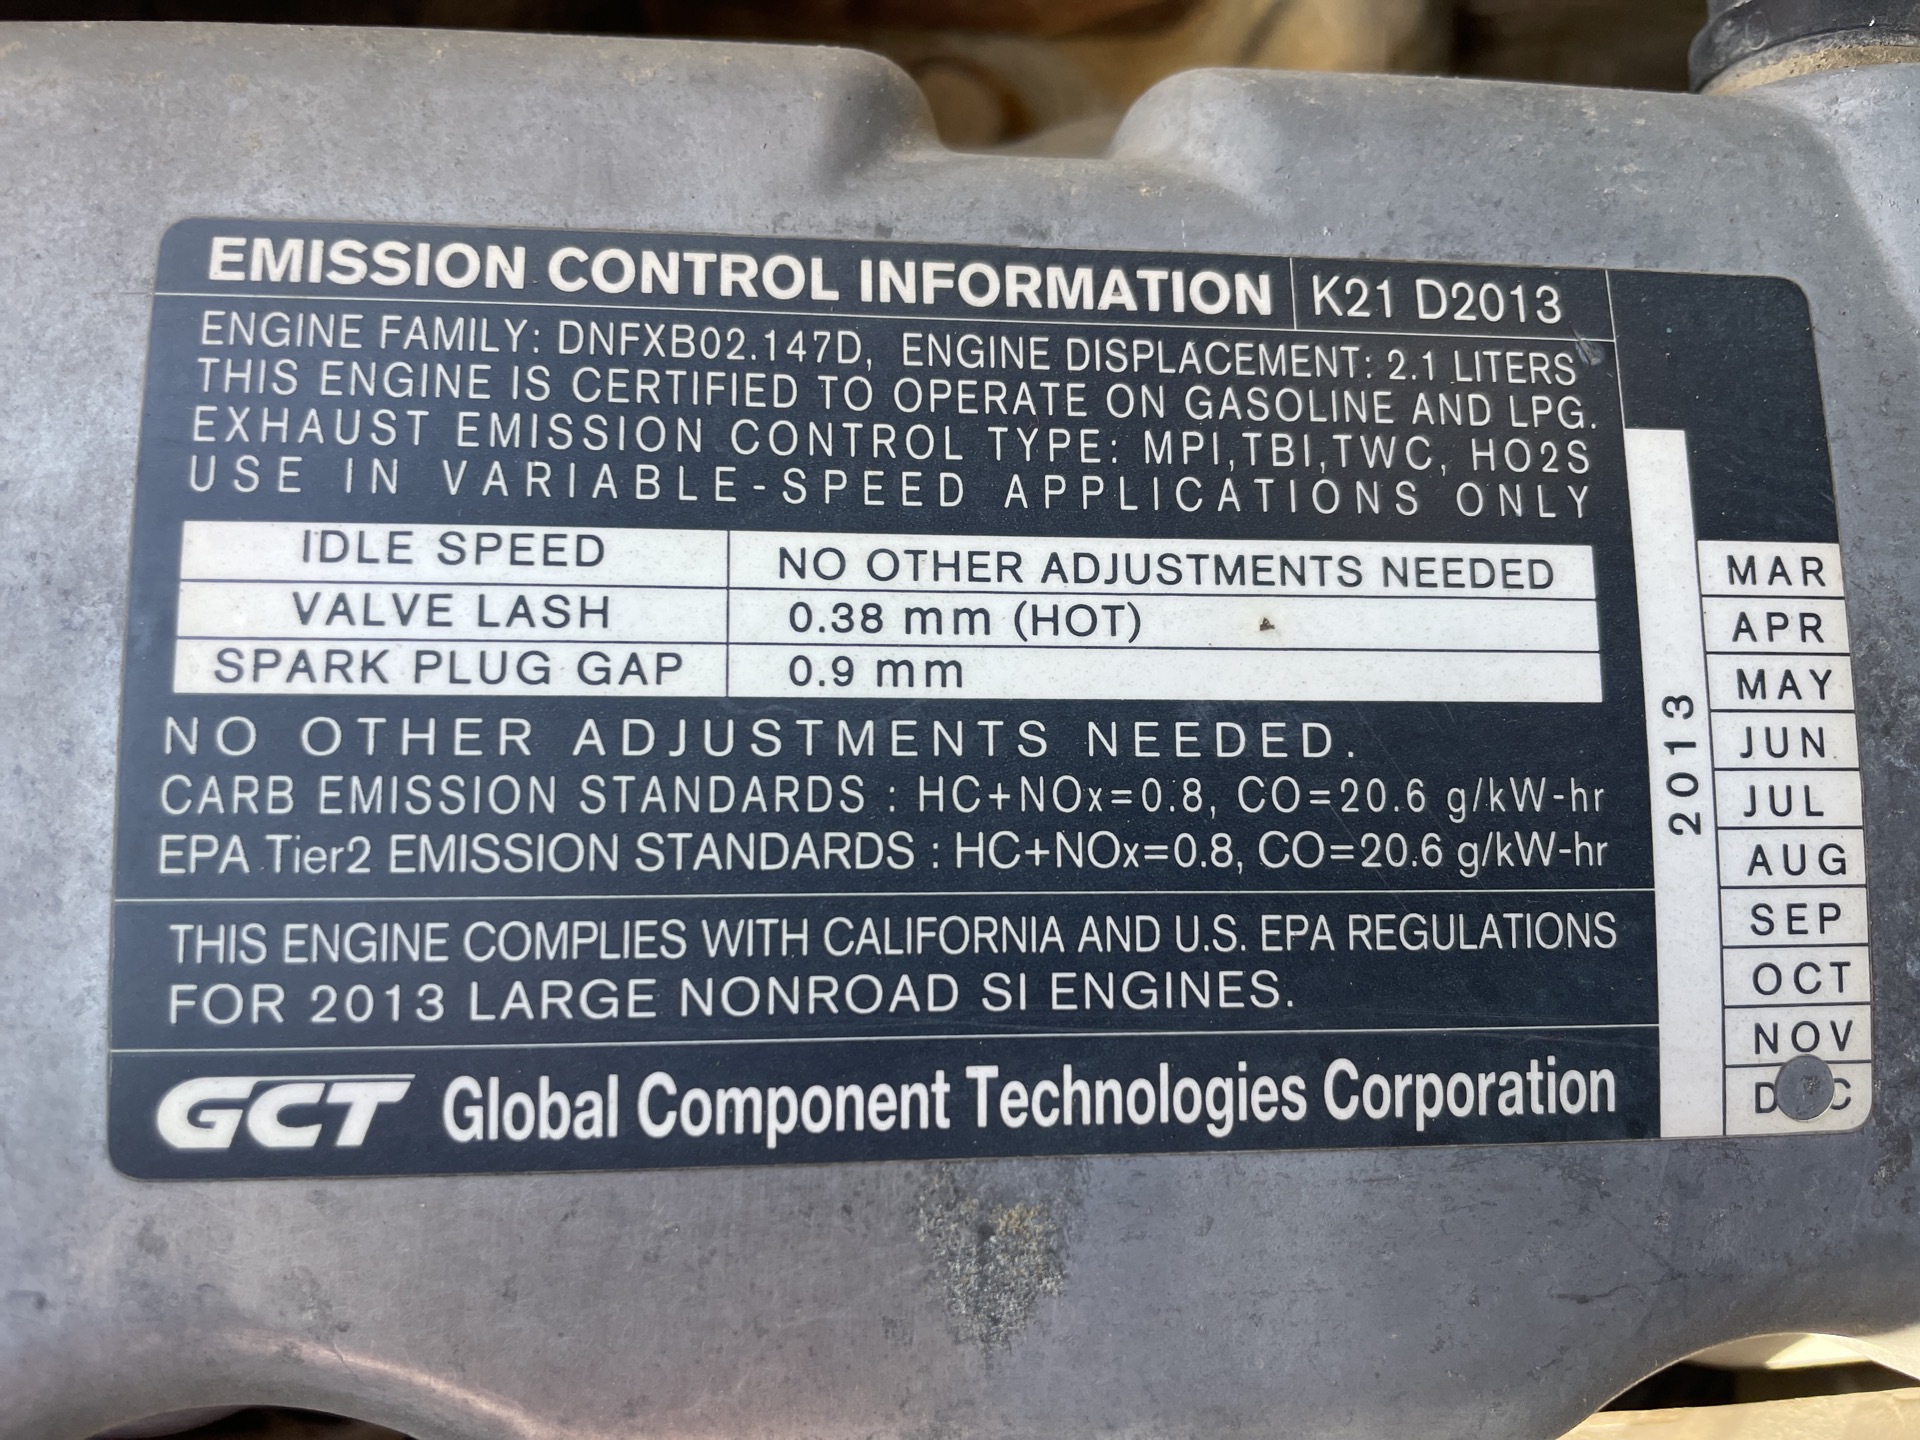 EMISSION CONTROL INFORMATION K21 D2013
ENGINE FAMILY: DNFXB02.147D, ENGINE DISPLACEMENT: 2.1 LITERS
THIS ENGINE IS CERTIFIED TO OPERATE ON GASOLINE AND LPG.
EXHAUST EMISSION CONTROL TYPE: MPI,TBI,TWC, HO2S
USE IN VARIABLE-SPEED APPLICATIONS ONLY
IDLE SPEED NO OTHER ADJUSTMENTS NEEDED
VALVE LASH 0.38 mm (HOT)
SPARK PLUG GAP 0.9 mm
NO OTHER ADJUSTMENTS NEEDED.
CARB EMISSION STANDARDS : HC+NOx=0.8, CO=20.6 g/kW-hr
EPA Tier2 EMISSION STANDARDS : HC+NOx=0.8, CO=20.6 g/kW-hr
THIS ENGINE COMPLIES WITH CALIFORNIA AND U.S. EPA REGULATIONS
FOR 2013 LARGE NONROAD SI ENGINES.
GCT Global Component Technologies Corporation
2013
MAR
APR
MAY
JUN
JUL
AUG
SEP
OCT
NOV
DEC